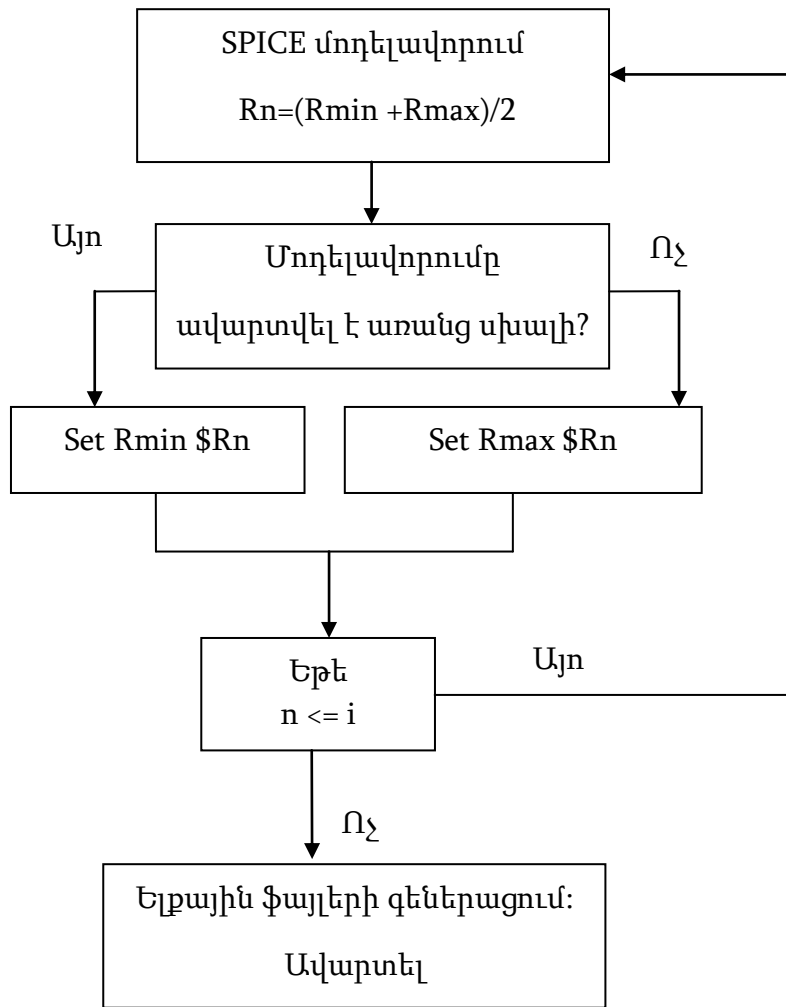 SPICE մոդելավորում
Rn=(Rmin +Rmax)/2
Այո
Մոդելավորումը
Ոչ
ավարտվել է առանց սխալի?
Set Rmin $Rn
Set Rmax $Rn
Եթե
Այո
n <= i
Ոչ
Ելքային ֆայլերի գեներացում:
Ավարտել